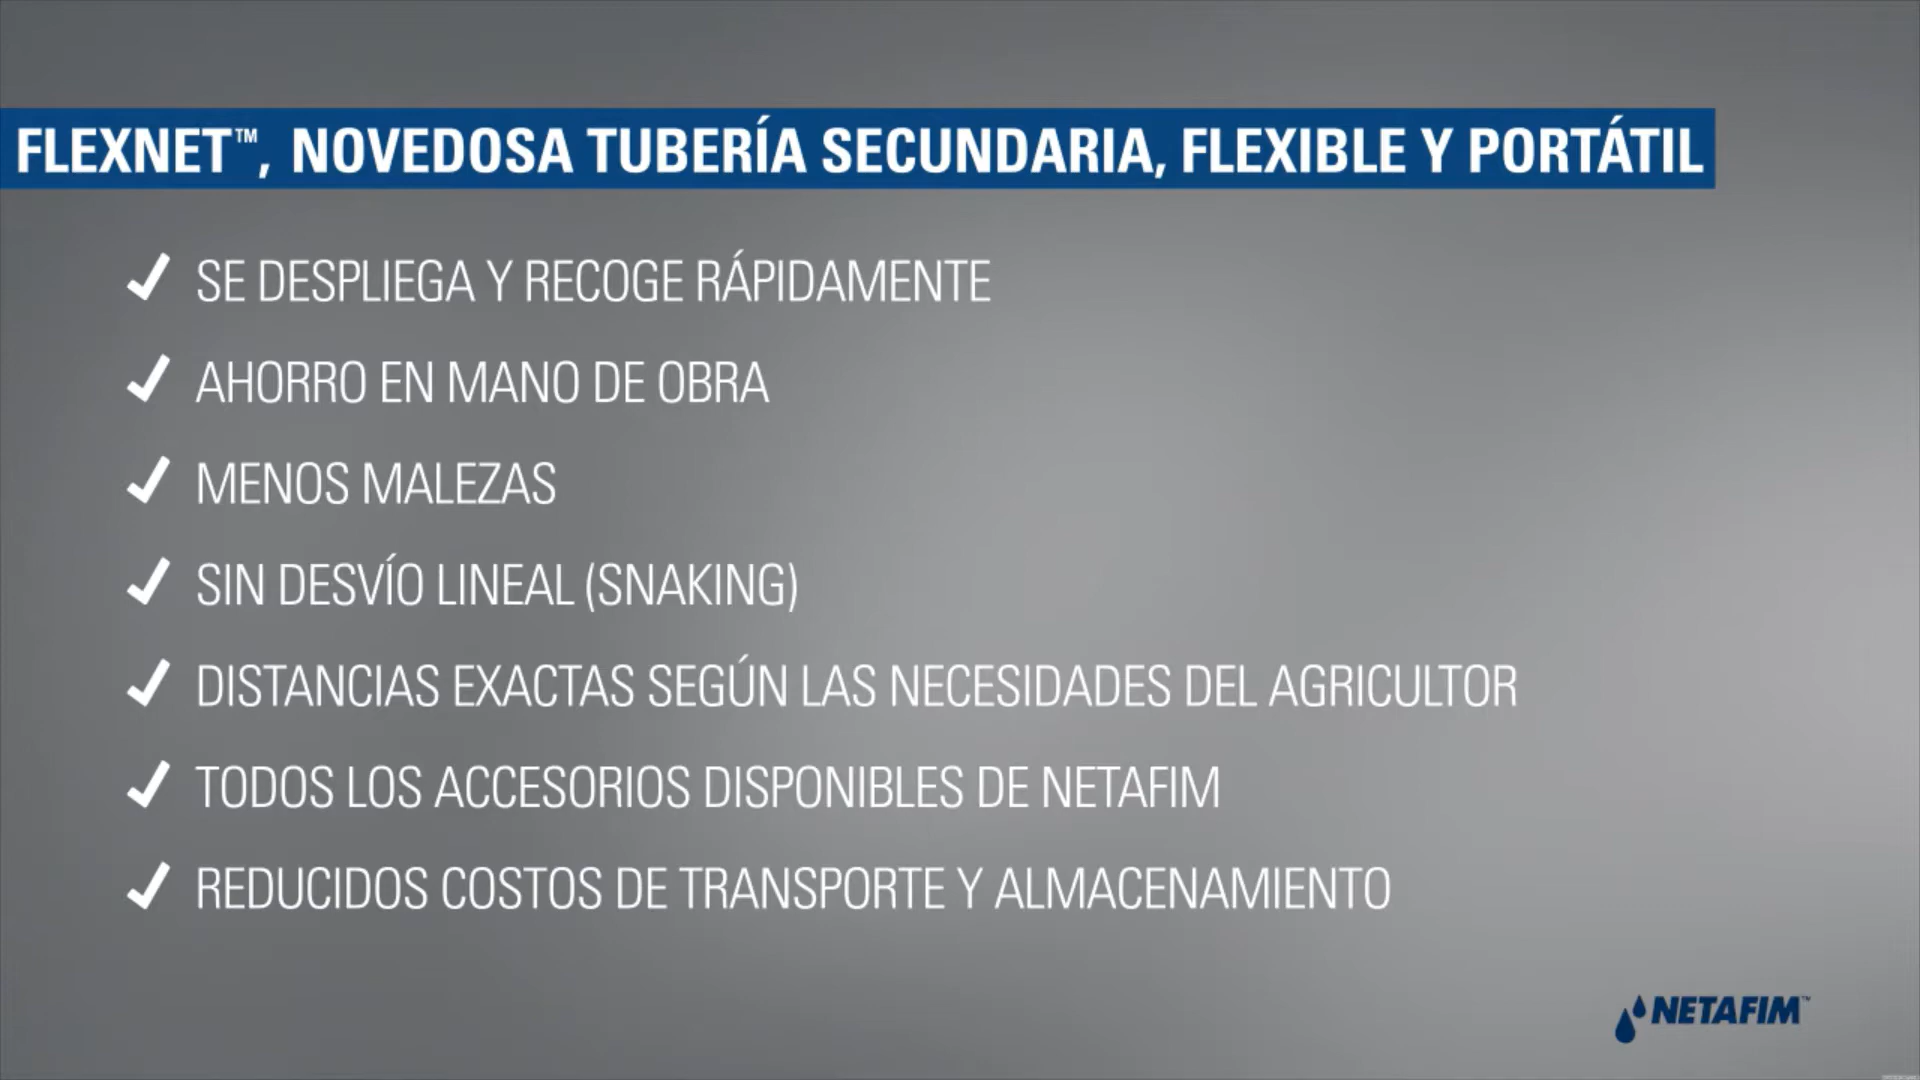 FLEXNET™, NOVEDOSA TUBERÍA SECUNDARIA, FLEXIBLE Y PORTÁTIL
SE DESPLIEGA Y RECOGE RÁPIDAMENTE
AHORRO EN MANO DE OBRA
MENOS MALEZAS
SIN DESVÍO LINEAL (SNAKING)
DISTANCIAS EXACTAS SEGÚN LAS NECESIDADES DEL AGRICULTOR
TODOS LOS ACCESORIOS DISPONIBLES DE NETAFIM
REDUCIDOS COSTOS DE TRANSPORTE Y ALMACENAMIENTO
NETAFIM™